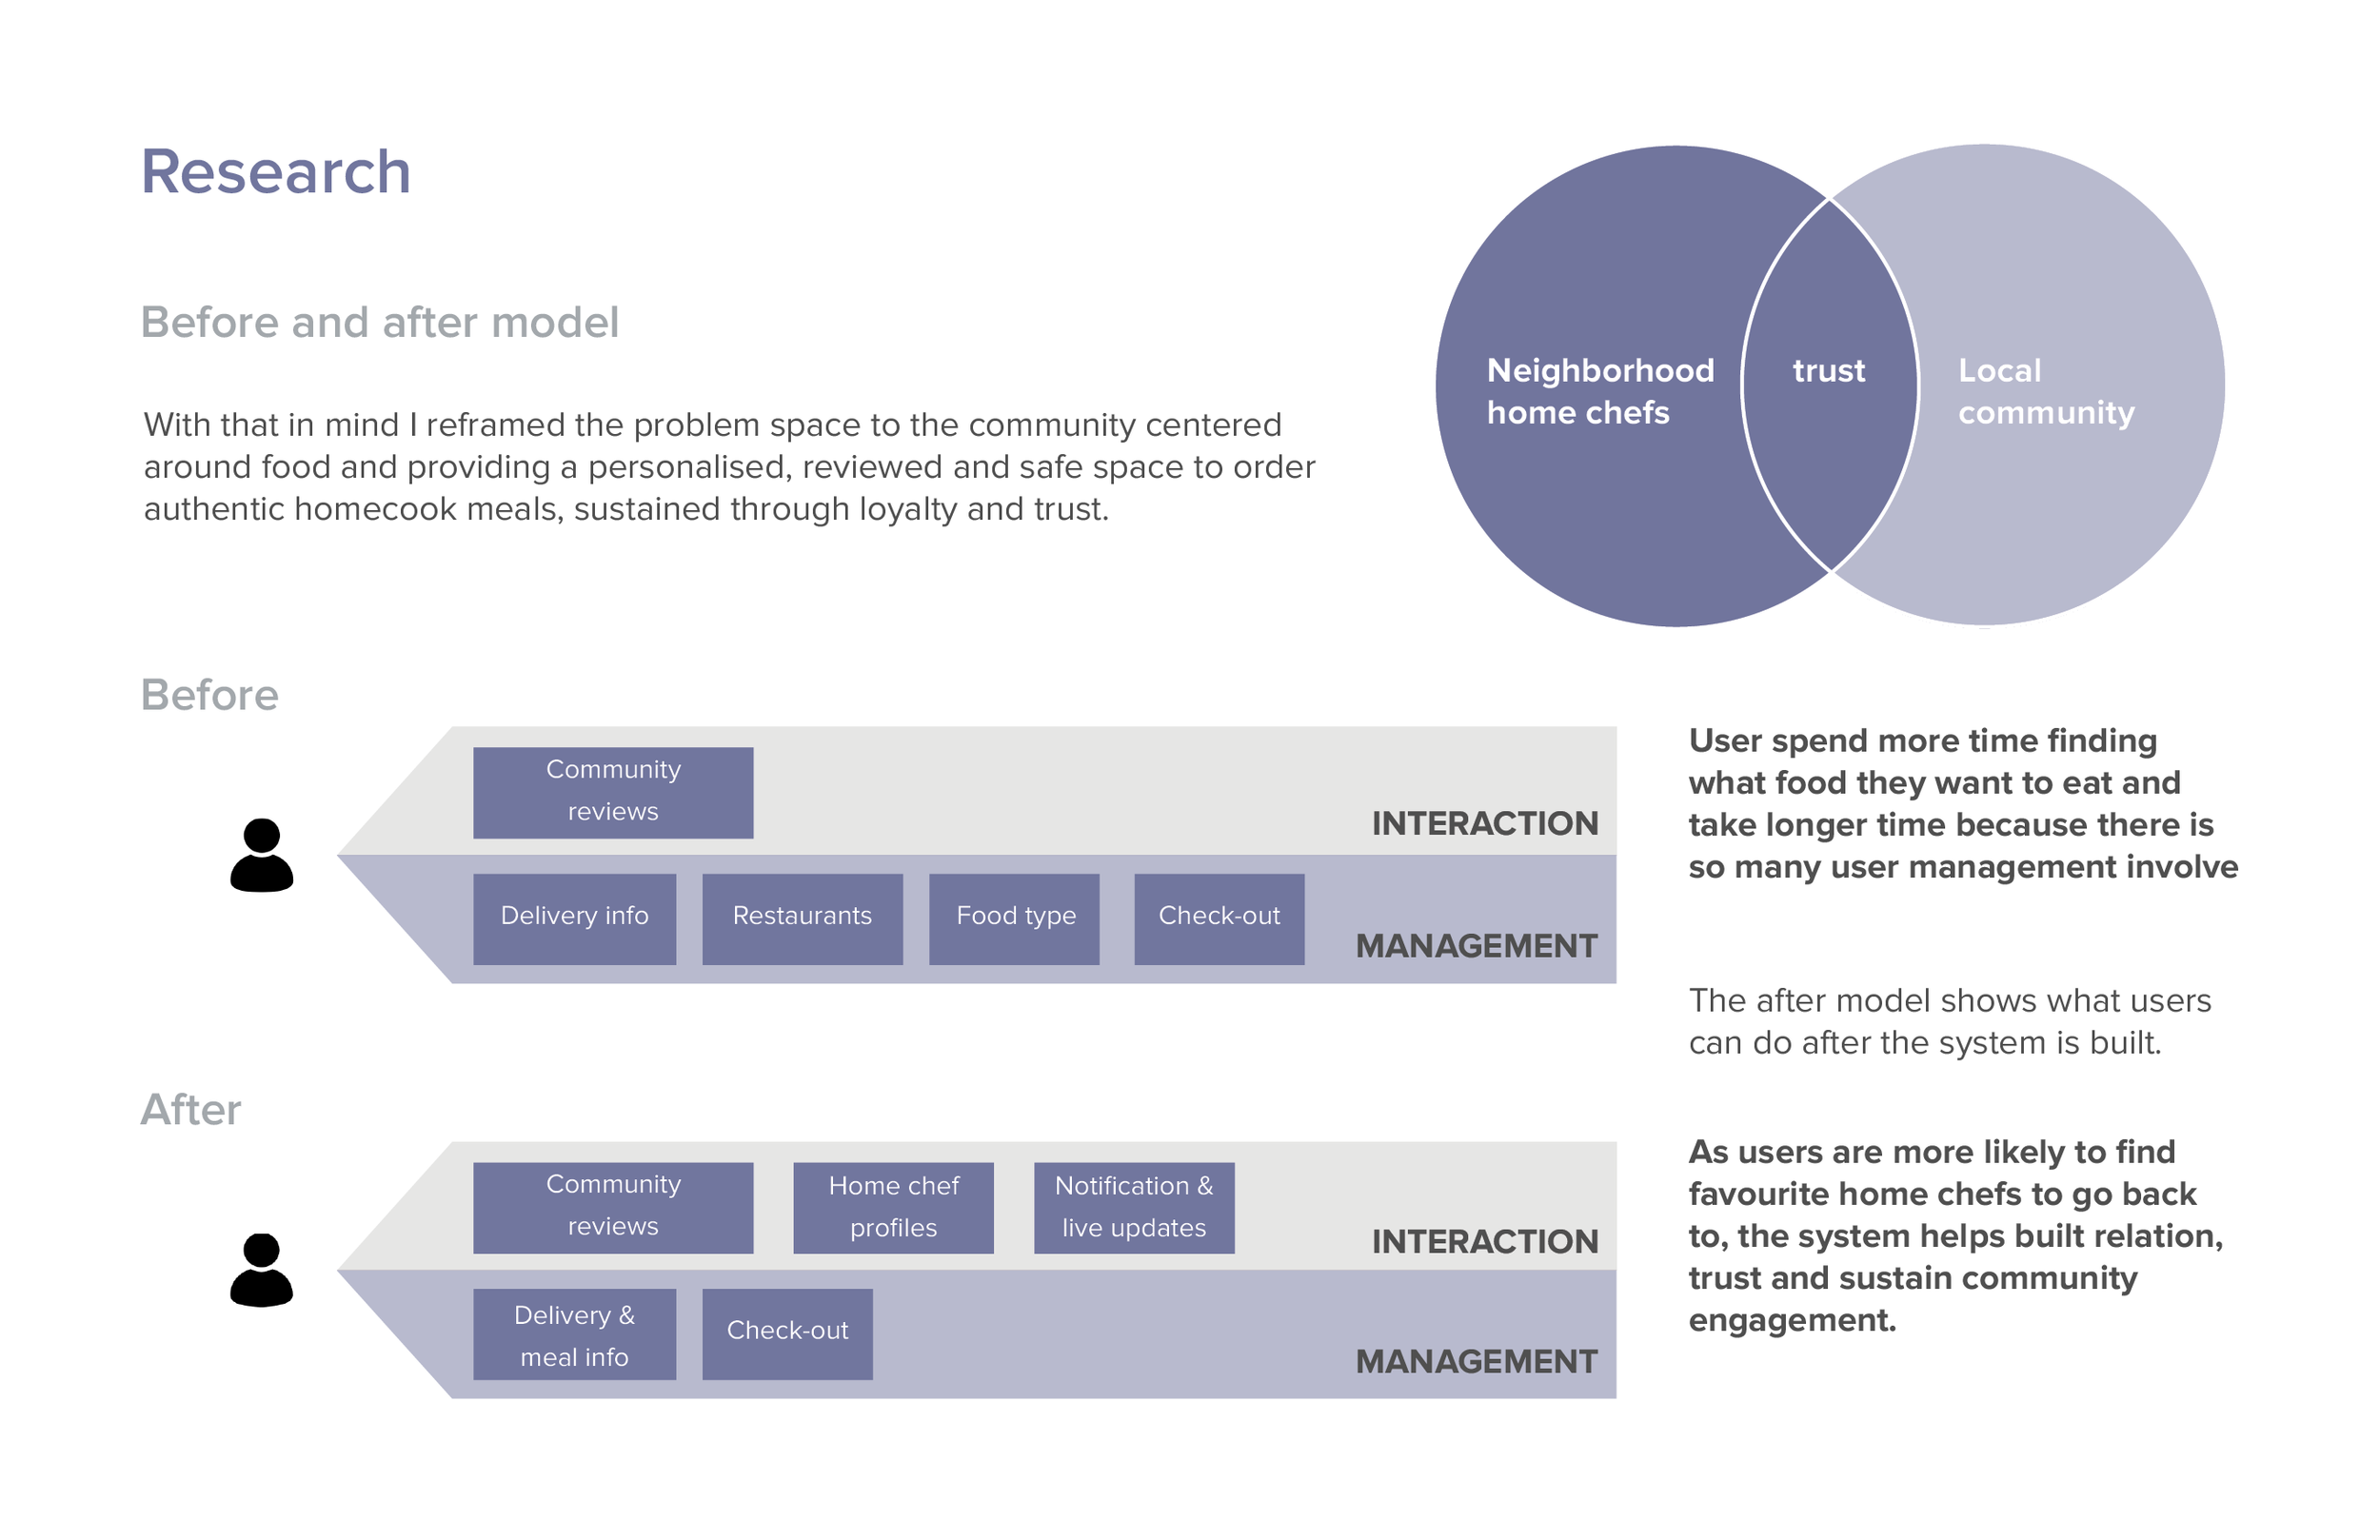 Research
Before and after model
With that in mind I reframed the problem space to the community centered
around food and providing a personalised, reviewed and safe space to order
authentic homecook meals, sustained through loyalty and trust.
Neighborhood
home chefs
trust
Local
community
Before
Community
reviews
INTERACTION
Delivery info
Restaurants
Food type
Check-out
MANAGEMENT
User spend more time finding
what food they want to eat and
take longer time because there is
so many user management involve
The after model shows what users
can do after the system is built.
After
Community
reviews
Home chef
profiles
Notification &
live updates
INTERACTION
Delivery &
meal info
Check-out
MANAGEMENT
As users are more likely to find
favourite home chefs to go back
to, the system helps built relation,
trust and sustain community
engagement.